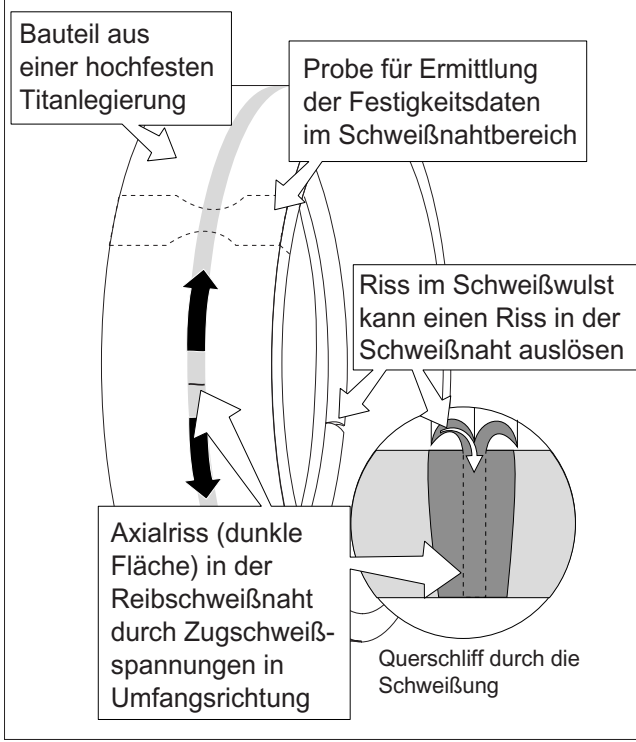 Bauteil aus
einer hochfesten
Titanlegierung
Probe für Ermittlung
der Festigkeitsdaten
im Schweißnahtbereich
Riss im Schweißwulst
kann einen Riss in der
Schweißnaht auslösen
Axialriss (dunkle
Fläche) in der
Reibschweißnaht
durch Zugschweiß-
spannungen in
Umfangsrichtung
Querschliff durch die
Schweißung